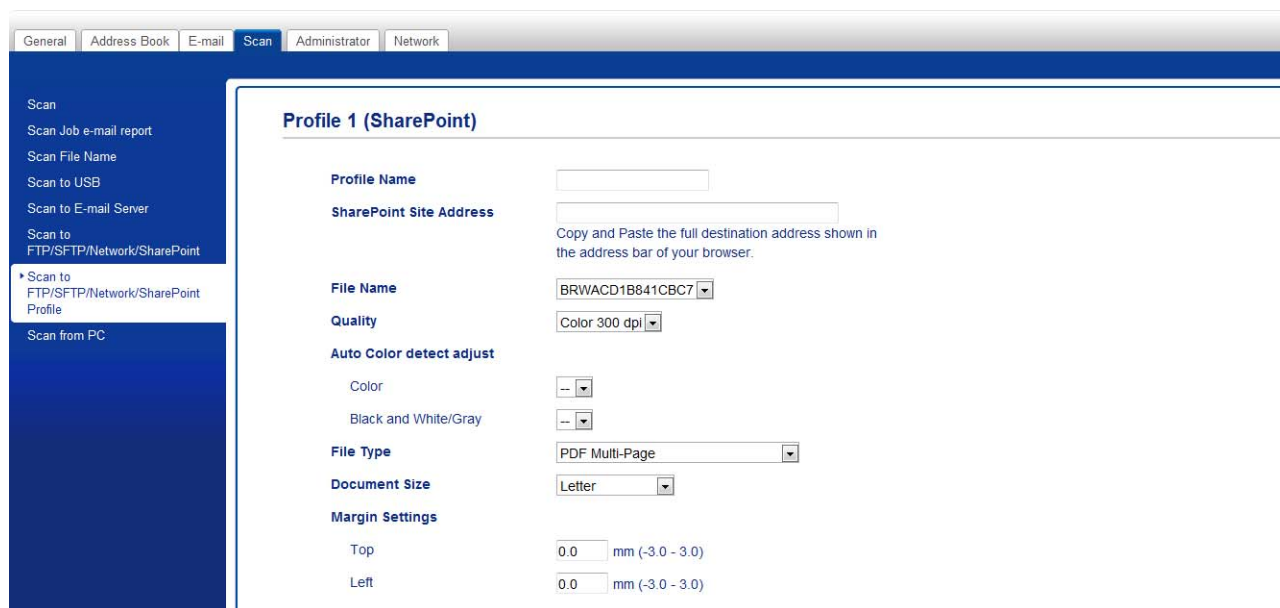 General Address Book E-mail Scan Administrator Network
Scan
Scan Job e-mail report
Scan File Name
Scan to USB
Scan to E-mail Server
Scan to
FTP/SFTP/Network/SharePoint
Scan to
FTP/SFTP/Network/SharePoint
Profile
Scan from PC
Profile 1 (SharePoint)
Profile Name
SharePoint Site Address
Copy and Paste the full destination address shown in
the address bar of your browser.
File Name BRWACD1B841CBC7
Quality Color 300 dpi
Auto Color detect adjust
Color --
Black and White/Gray --
File Type PDF Multi-Page
Document Size Letter
Margin Settings
Top 0.0 mm (-3.0 - 3.0)
Left 0.0 mm (-3.0 - 3.0)